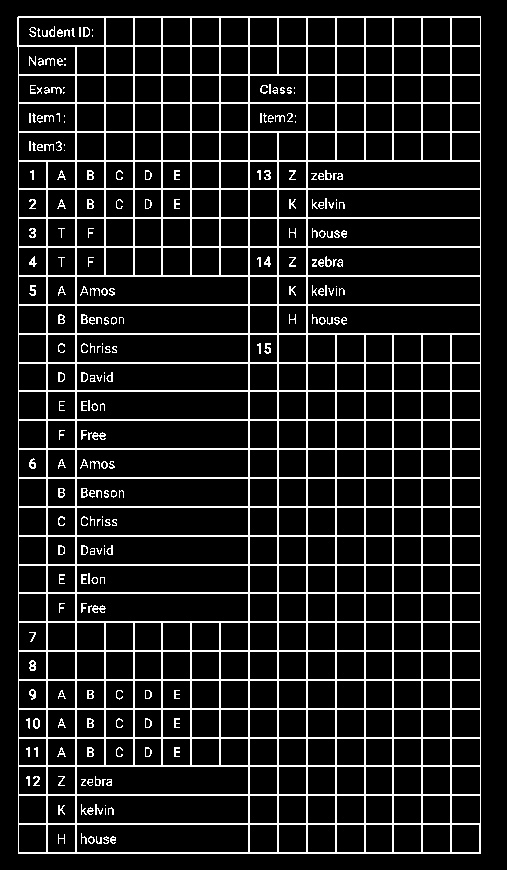 Student ID:
Name:
Exam: Class:
Item1: Item2:
Item3:
1 A B C D E
2 A B C D E
3 T F
4 T F
5 A Amos
B Benson
C Chriss
D David
E Elon
F Free
6 A Amos
B Benson
C Chriss
D David
E Elon
F Free
7
8
9 A B C D E
10 A B C D E
11 A B C D E
12 Z zebra
K kelvin
H house
13 Z zebra
K kelvin
H house
14 Z zebra
K kelvin
H house
15